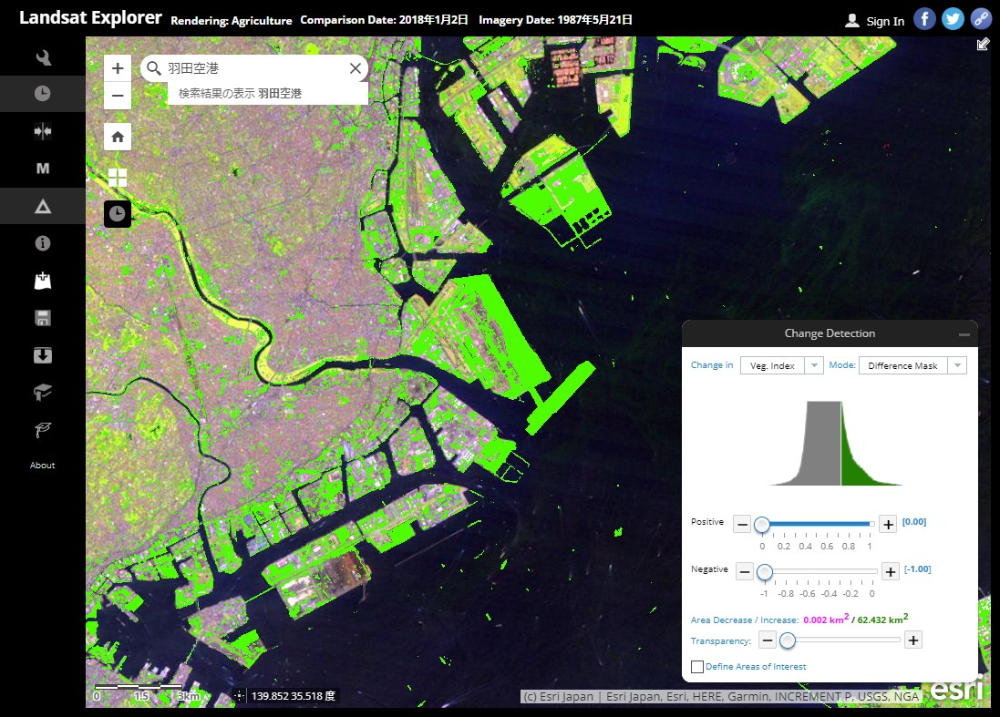 Landsat Explorer Rendering: Agriculture Comparison Date: 2018年1月2日 Imagery Date: 1987年5月21日
Sign In
M
About
+
−
羽田空港
検索結果の表示 羽田空港
Change Detection
Change in Veg. Index Mode: Difference Mask
Positive − + [0.00]
0 0.2 0.4 0.6 0.8 1
Negative − + [-1.00]
-1 -0.8 -0.6 -0.4 -0.2 0
Area Decrease / Increase: 0.002 km2 / 62.432 km2
Transparency: − +
Define Areas of Interest
0 1.5 3km
139.852 35.518 度
(c) Esri Japan | Esri Japan, Esri, HERE, Garmin, INCREMENT P, USGS, NGA
esri